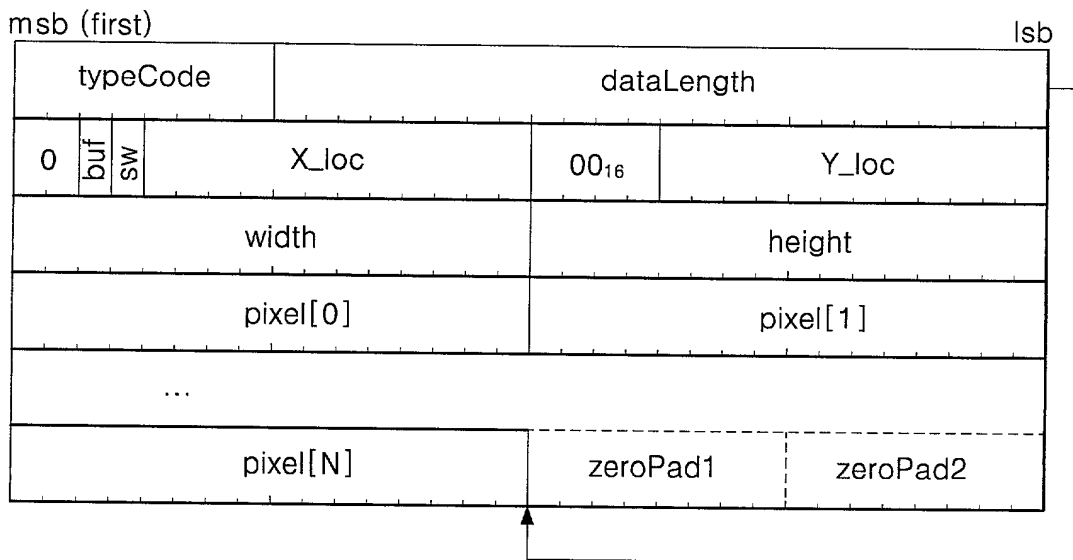 msb (first) lsb
typeCode dataLength
0 buf sw X_loc 00₁₆ Y_loc
width height
pixel[0] pixel[1]
...
pixel[N] zeroPad1 zeroPad2